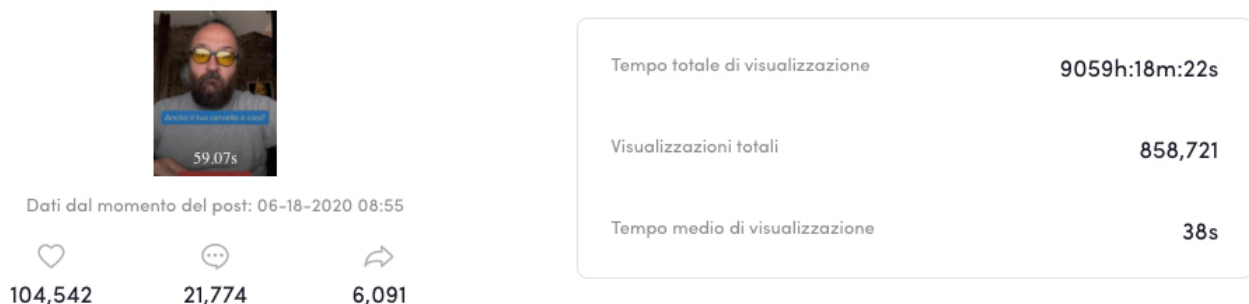 Anche il tuo cervello è così?
59.07s
Dati dal momento del post: 06-18-2020 08:55
104,542 21,774 6,091
Tempo totale di visualizzazione 9059h:18m:22s
Visualizzazioni totali 858,721
Tempo medio di visualizzazione 38s